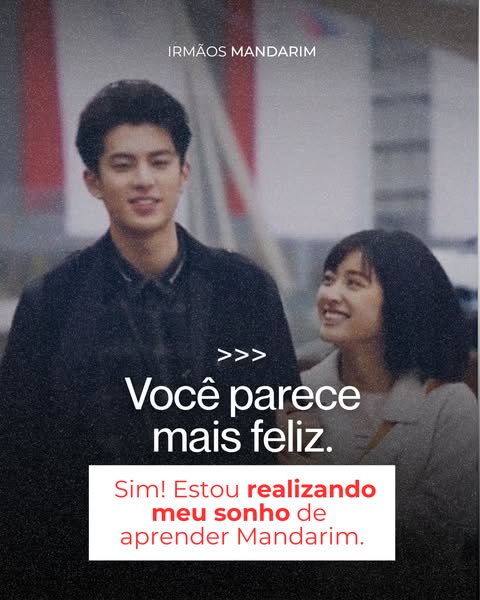 IRMÃOS MANDARIM
>>>
Você parece
mais feliz.
Sim! Estou realizando
meu sonho de
aprender Mandarim.